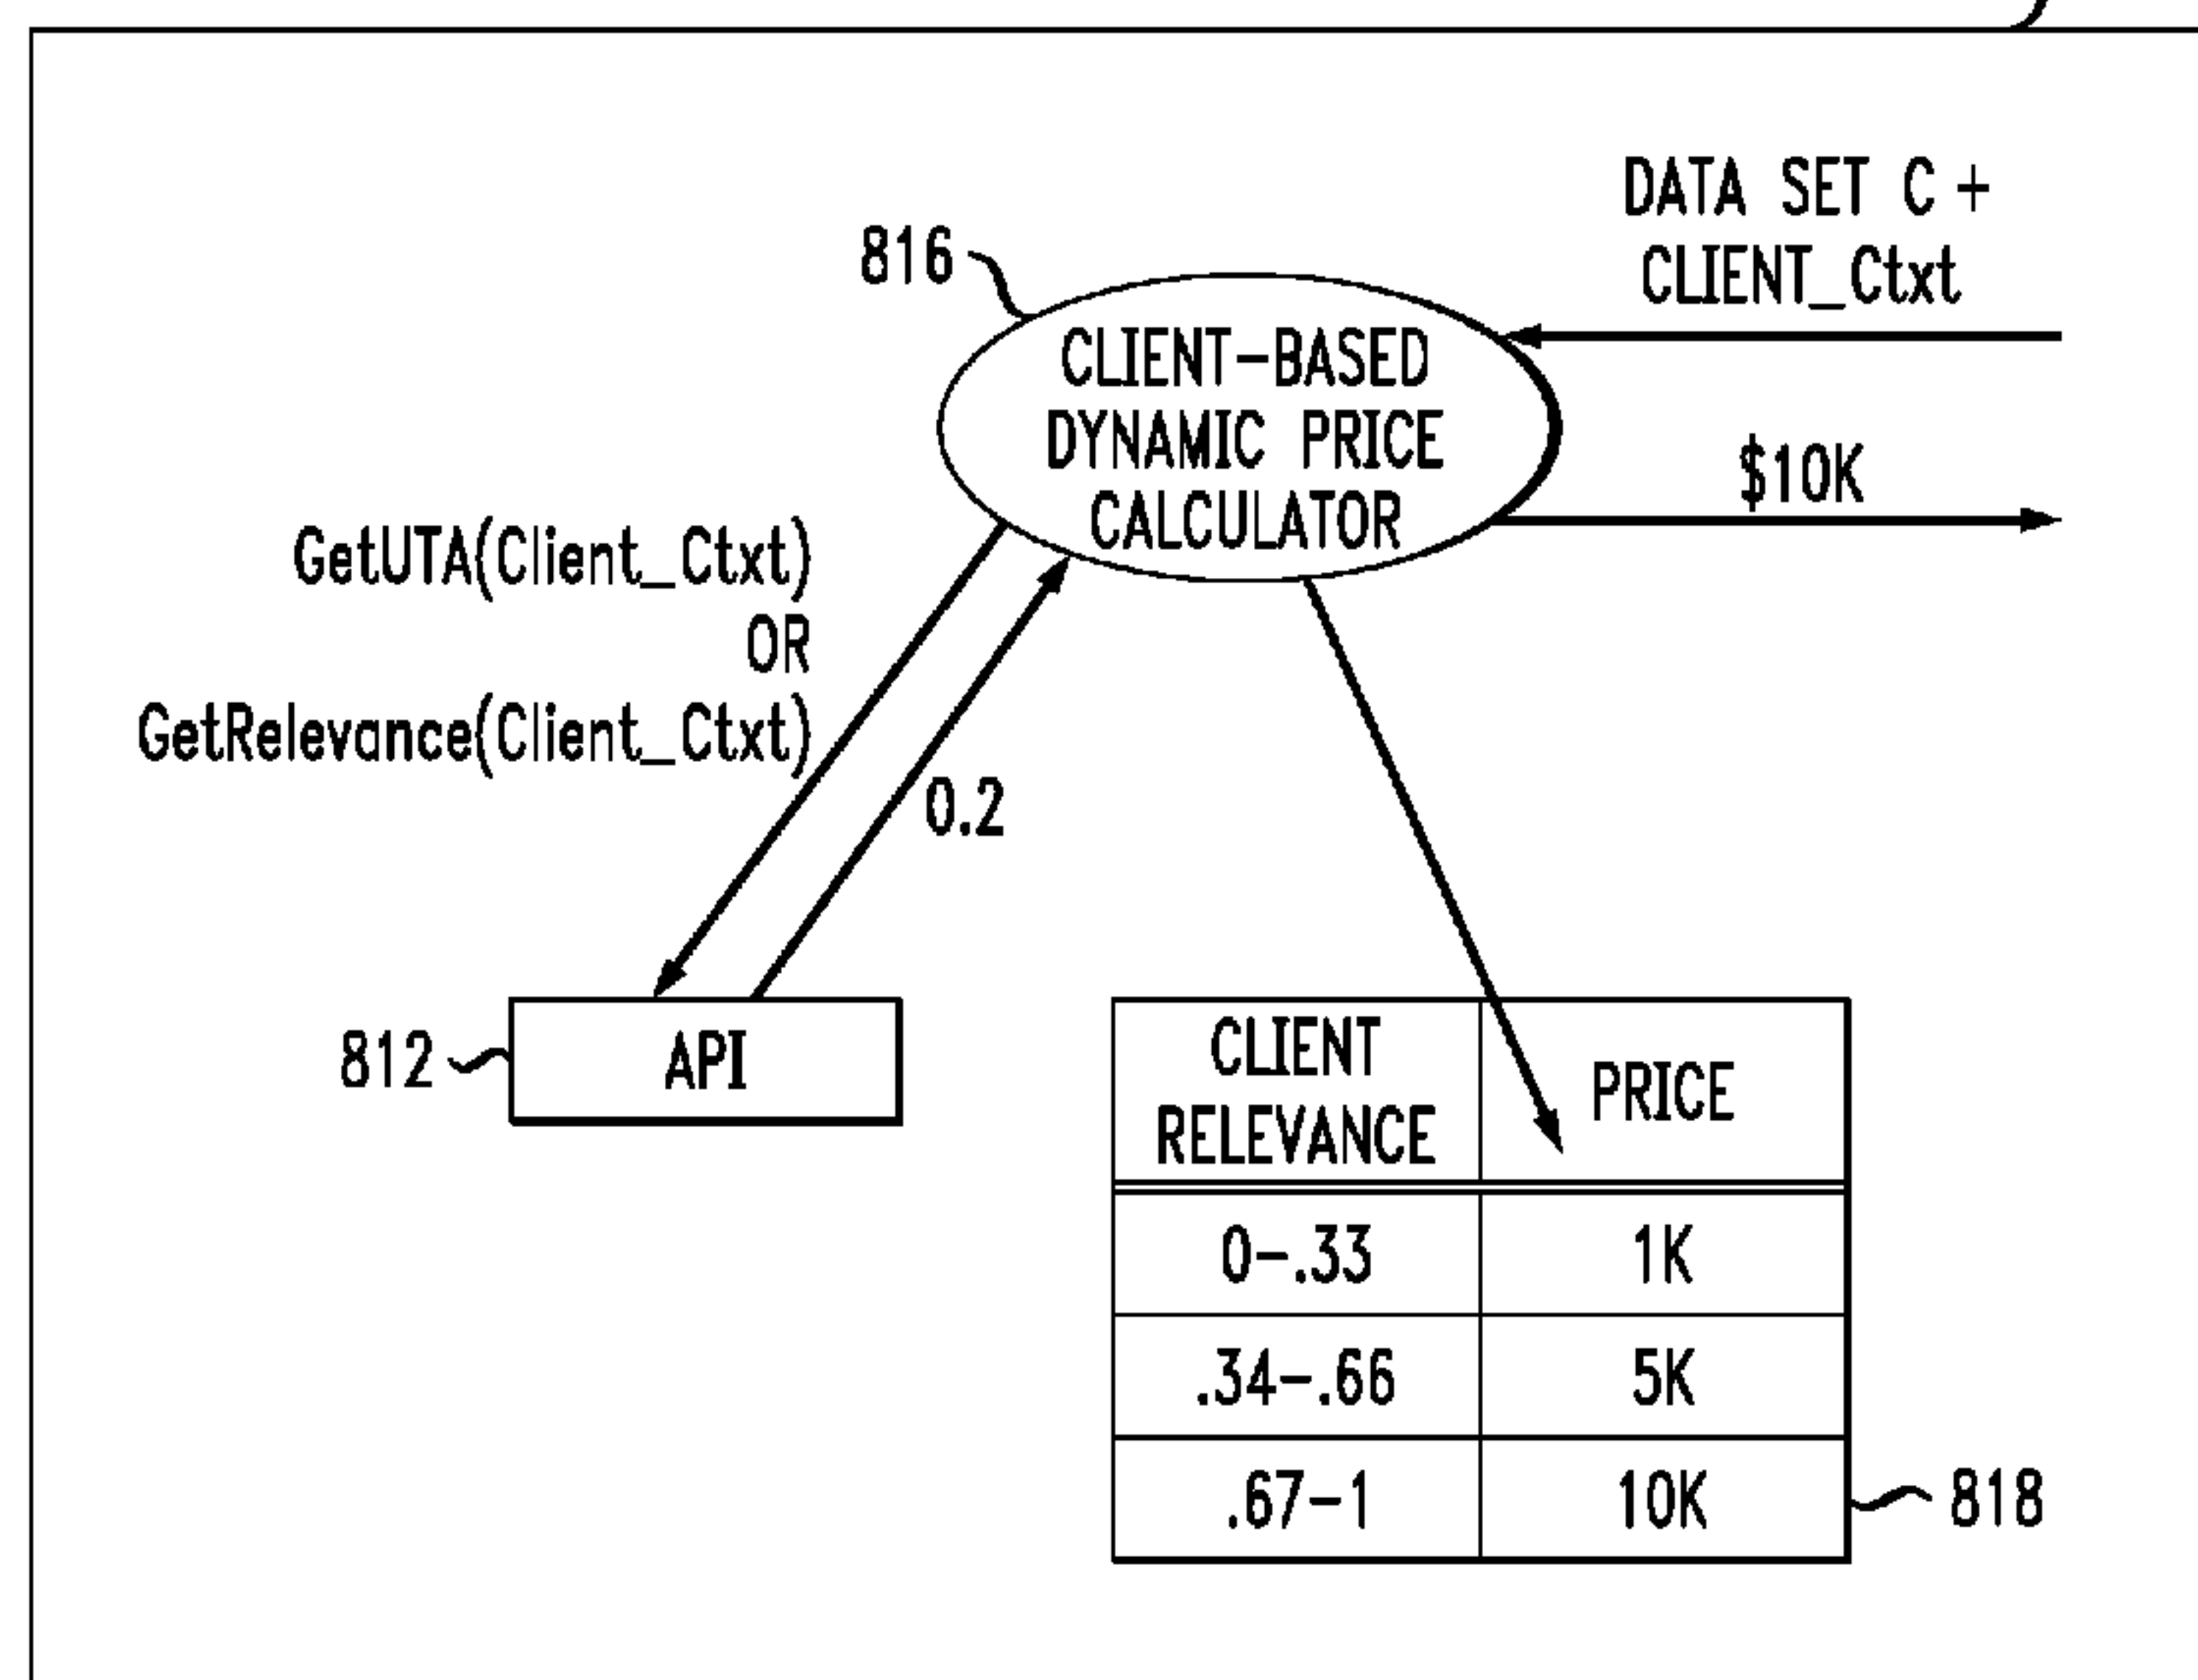 DATA SET C +
CLIENT_Ctxt
816
CLIENT-BASED
DYNAMIC PRICE
CALCULATOR
$10K
GetUTA(Client_Ctxt)
OR
GetRelevance(Client_Ctxt)
0.2
812
API
CLIENT
RELEVANCE
PRICE
0-.33
1K
.34-.66
5K
.67-1
10K
818